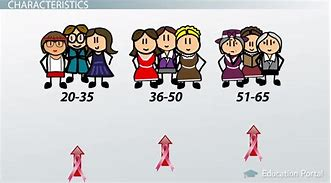 CHARACTERISTICS
20-35 36-50 51-65
Education Portal